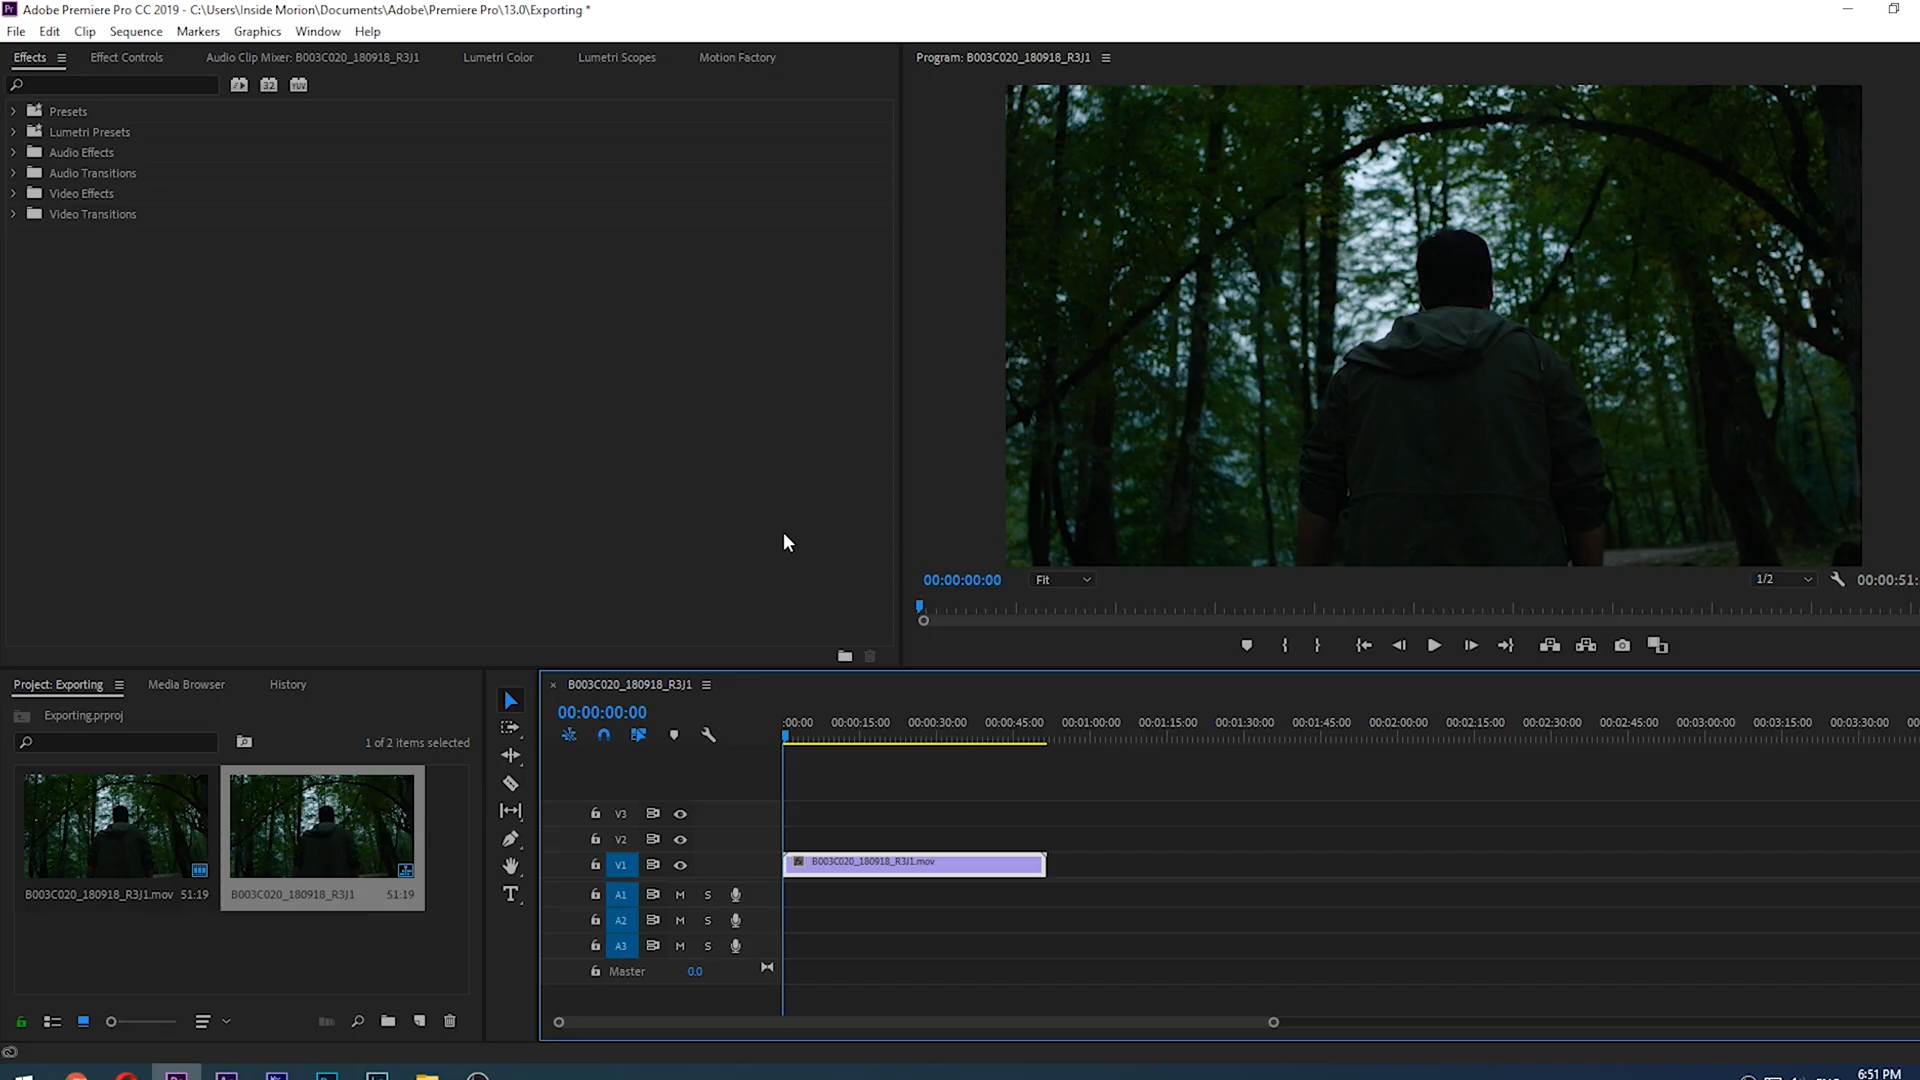 Adobe Premiere Pro CC 2019 - C:\Users\Inside Morion\Documents\Adobe\Premiere Pro\13.0\Exporting *
File Edit Clip Sequence Markers Graphics Window Help
Effects Effect Controls Audio Clip Mixer: B003C020_180918_R3J1 Lumetri Color Lumetri Scopes Motion Factory
Program: B003C020_180918_R3J1
32 YUV
Presets
Lumetri Presets
Audio Effects
Audio Transitions
Video Effects
Video Transitions
00:00:00:00 Fit 1/2 00:00:51:
Project: Exporting Media Browser History
Exporting.prproj
1 of 2 items selected
B003C020_180918_R3J1.mov 51:19
B003C020_180918_R3J1 51:19
B003C020_180918_R3J1
00:00:00:00
:00:00 00:00:15:00 00:00:30:00 00:00:45:00 00:01:00:00 00:01:15:00 00:01:30:00 00:01:45:00 00:02:00:00 00:02:15:00 00:02:30:00 00:02:45:00 00:03:00:00 00:03:15:00 00:03:30:00 00
V3
V2
V1 B003C020_180918_R3J1.mov
A1 M S
A2 M S
A3 M S
Master 0.0
6:51 PM